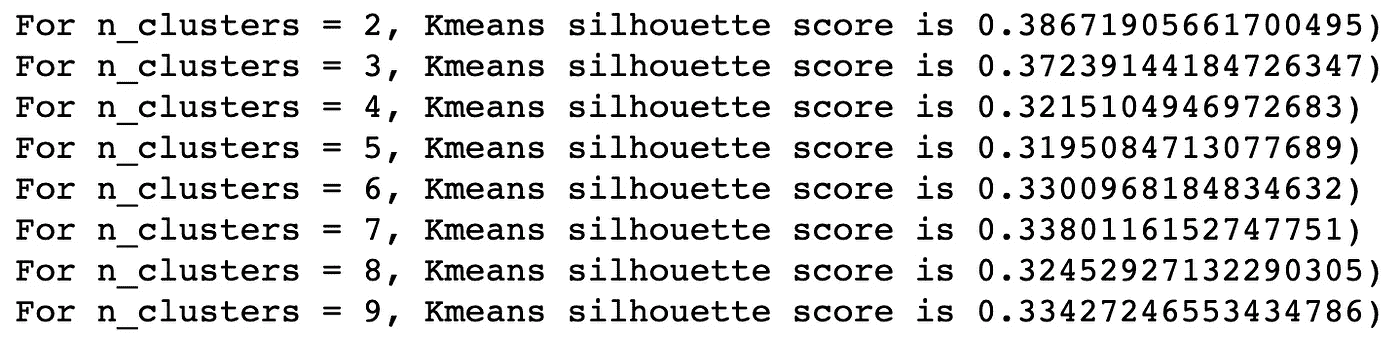 For n_clusters = 2, Kmeans silhouette score is 0.38671905661700495)
For n_clusters = 3, Kmeans silhouette score is 0.37239144184726347)
For n_clusters = 4, Kmeans silhouette score is 0.3215104946972683)
For n_clusters = 5, Kmeans silhouette score is 0.3195084713077689)
For n_clusters = 6, Kmeans silhouette score is 0.3300968184834632)
For n_clusters = 7, Kmeans silhouette score is 0.3380116152747751)
For n_clusters = 8, Kmeans silhouette score is 0.32452927132290305)
For n_clusters = 9, Kmeans silhouette score is 0.33427246553434786)